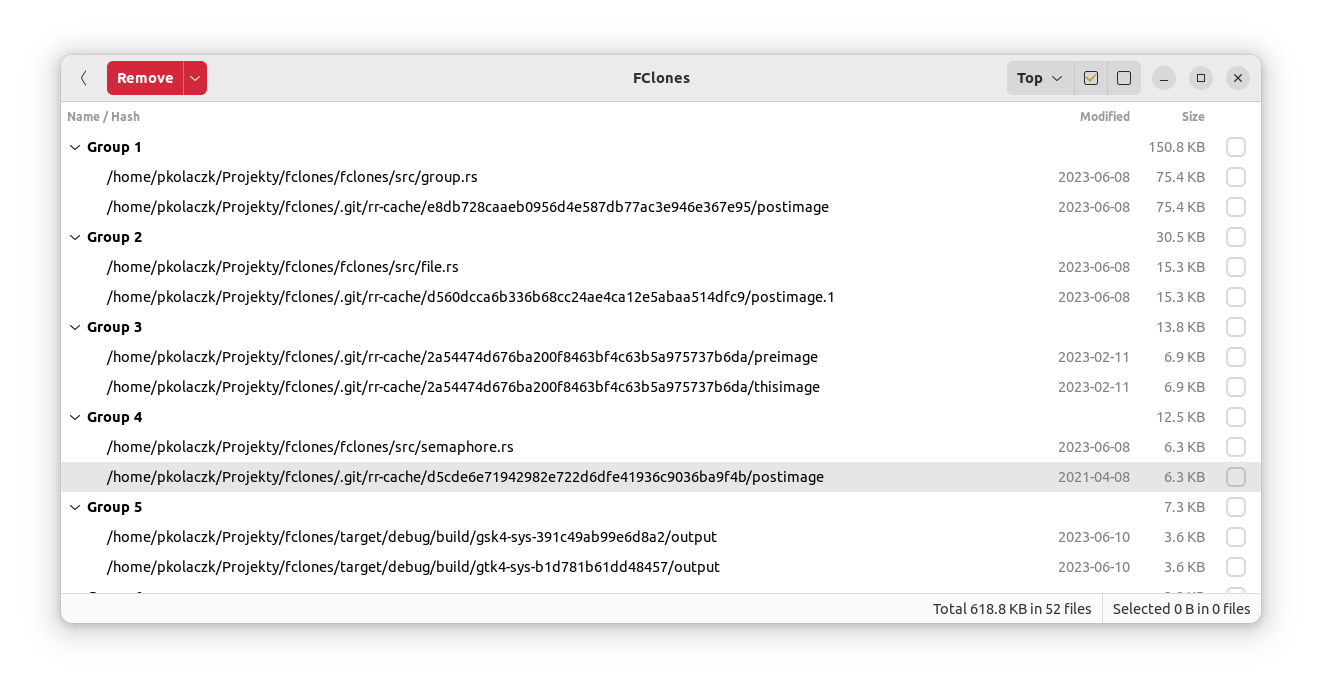 Remove
FClones
Top
Name / Hash Modified Size
Group 1 150.8 KB
/home/pkolaczk/Projekty/fclones/fclones/src/group.rs 2023-06-08 75.4 KB
/home/pkolaczk/Projekty/fclones/.git/rr-cache/e8db728caaeb0956d4e587db77ac3e946e367e95/postimage 2023-06-08 75.4 KB
Group 2 30.5 KB
/home/pkolaczk/Projekty/fclones/fclones/src/file.rs 2023-06-08 15.3 KB
/home/pkolaczk/Projekty/fclones/.git/rr-cache/d560dcca6b336b68cc24ae4ca12e5abaa514dfc9/postimage.1 2023-06-08 15.3 KB
Group 3 13.8 KB
/home/pkolaczk/Projekty/fclones/.git/rr-cache/2a54474d676ba200f8463bf4c63b5a975737b6da/preimage 2023-02-11 6.9 KB
/home/pkolaczk/Projekty/fclones/.git/rr-cache/2a54474d676ba200f8463bf4c63b5a975737b6da/thisimage 2023-02-11 6.9 KB
Group 4 12.5 KB
/home/pkolaczk/Projekty/fclones/fclones/src/semaphore.rs 2023-06-08 6.3 KB
/home/pkolaczk/Projekty/fclones/.git/rr-cache/d5cde6e71942982e722d6dfe41936c9036ba9f4b/postimage 2021-04-08 6.3 KB
Group 5 7.3 KB
/home/pkolaczk/Projekty/fclones/target/debug/build/gsk4-sys-391c49ab99e6d8a2/output 2023-06-10 3.6 KB
/home/pkolaczk/Projekty/fclones/target/debug/build/gtk4-sys-b1d781b61dd48457/output 2023-06-10 3.6 KB
Total 618.8 KB in 52 files Selected 0 B in 0 files